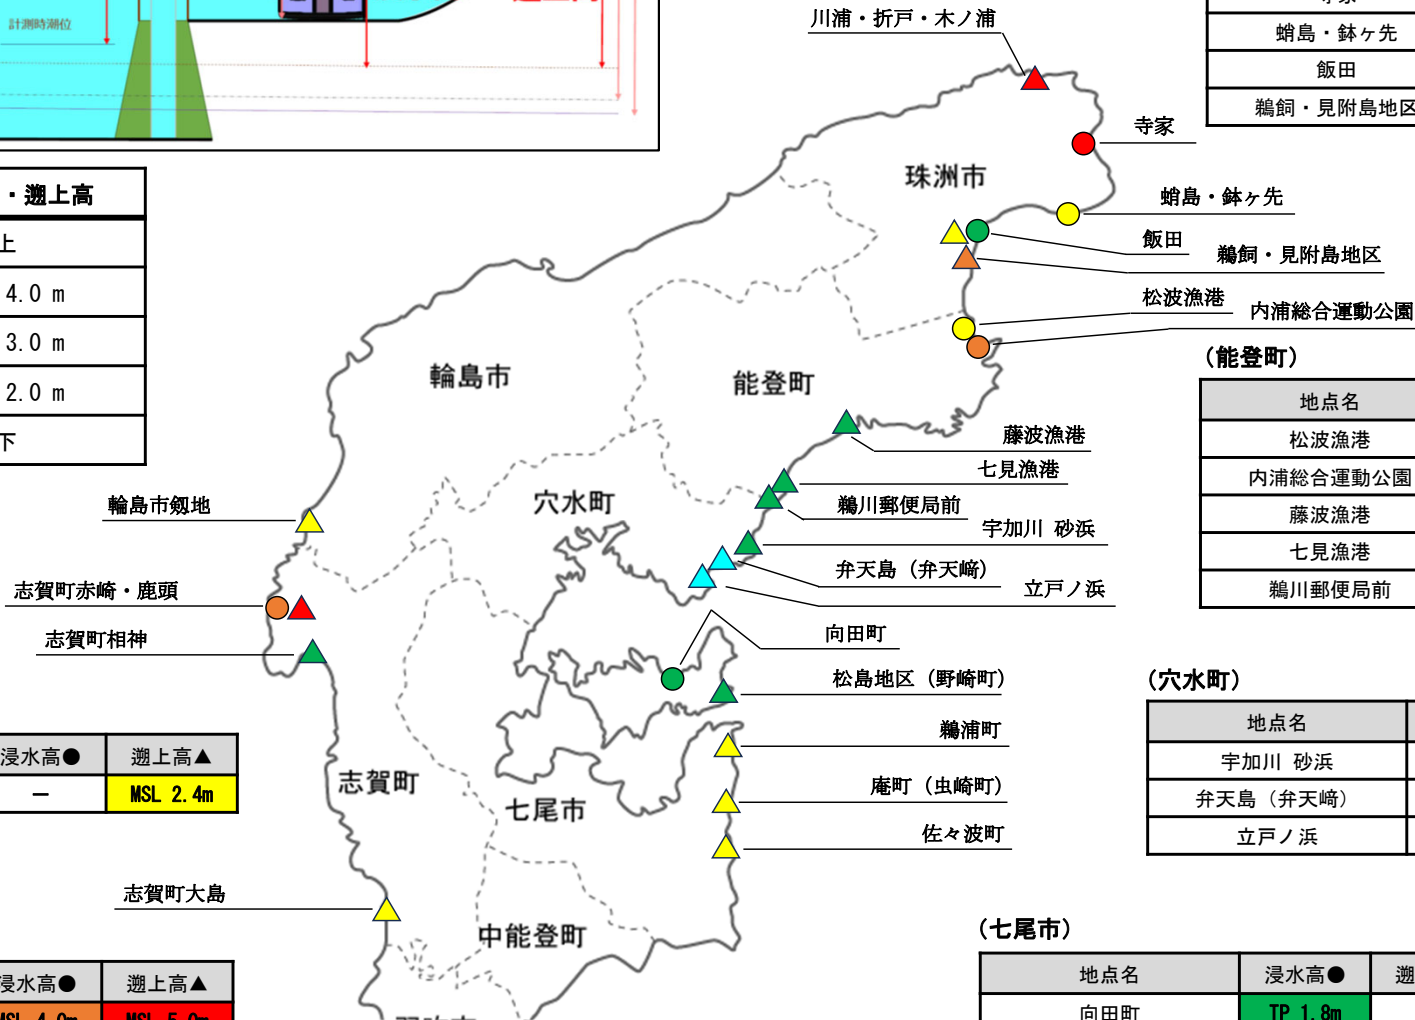 計測時潮位
・遡上高
上
4.0 m
3.0 m
2.0 m
下
川浦・折戸・木ノ浦
寺家
蛸島・鉢ヶ先
飯田
鵜飼・見附島地区
松波漁港
内浦総合運動公園
藤波漁港
七見漁港
鵜川郵便局前
宇加川 砂浜
弁天島（弁天﨑）
立戸ノ浜
向田町
松島地区（野崎町）
鵜浦町
庵町（虫崎町）
佐々波町
輪島市剱地
志賀町赤崎・鹿頭
志賀町相神
志賀町大島
珠洲市
輪島市
能登町
穴水町
志賀町
七尾市
中能登町
蛸島・鉢ヶ先
飯田
鵜飼・見附島地区
（能登町）
地点名
松波漁港
内浦総合運動公園
藤波漁港
七見漁港
鵜川郵便局前
（穴水町）
地点名
宇加川 砂浜
弁天島（弁天﨑）
立戸ノ浜
（七尾市）
地点名 浸水高● 遡
向田町 TP 1.8m
浸水高● 遡上高▲
－ MSL 2.4m
浸水高● 遡上高▲